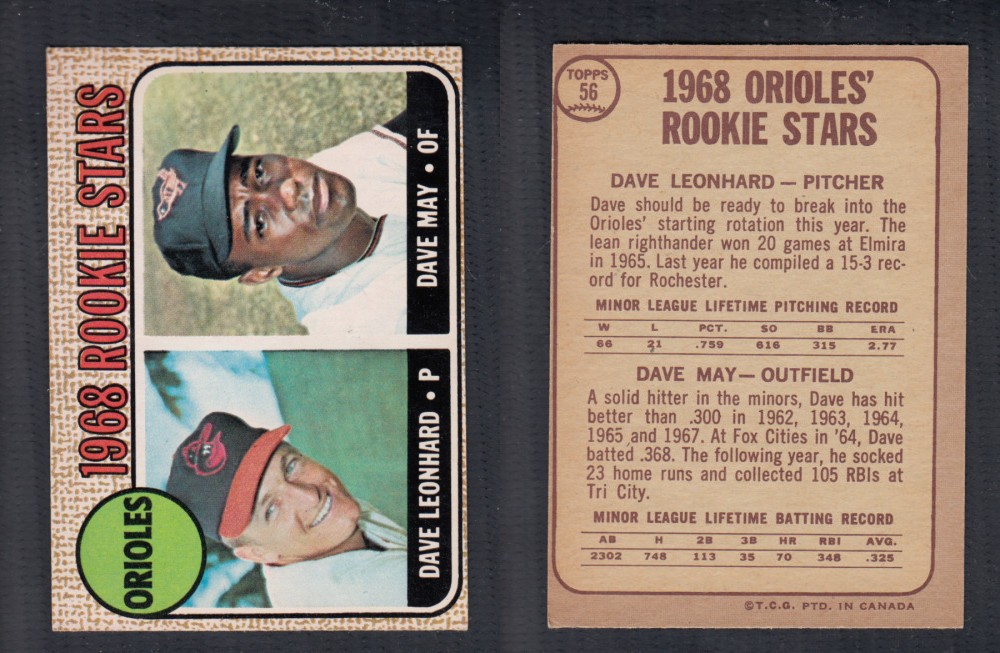 1968 ROOKIE STARS
ORIOLES
DAVE LEONHARD • P
DAVE MAY • OF
TOPPS
56
1968 ORIOLES'
ROOKIE STARS
DAVE LEONHARD — PITCHER
Dave should be ready to break into the
Orioles' starting rotation this year. The
lean righthander won 20 games at Elmira
in 1965. Last year he compiled a 15-3 rec-
ord for Rochester.
MINOR LEAGUE LIFETIME PITCHING RECORD
W L PCT. SO BB ERA
66 21 .759 616 315 2.77
DAVE MAY — OUTFIELD
A solid hitter in the minors, Dave has hit
better than .300 in 1962, 1963, 1964,
1965 and 1967. At Fox Cities in '64, Dave
batted .368. The following year, he socked
23 home runs and collected 105 RBIs at
Tri City.
MINOR LEAGUE LIFETIME BATTING RECORD
AB H 2B 3B HR RBI AVG.
2302 748 113 35 70 348 .325
©T.C.G. PTD. IN CANADA